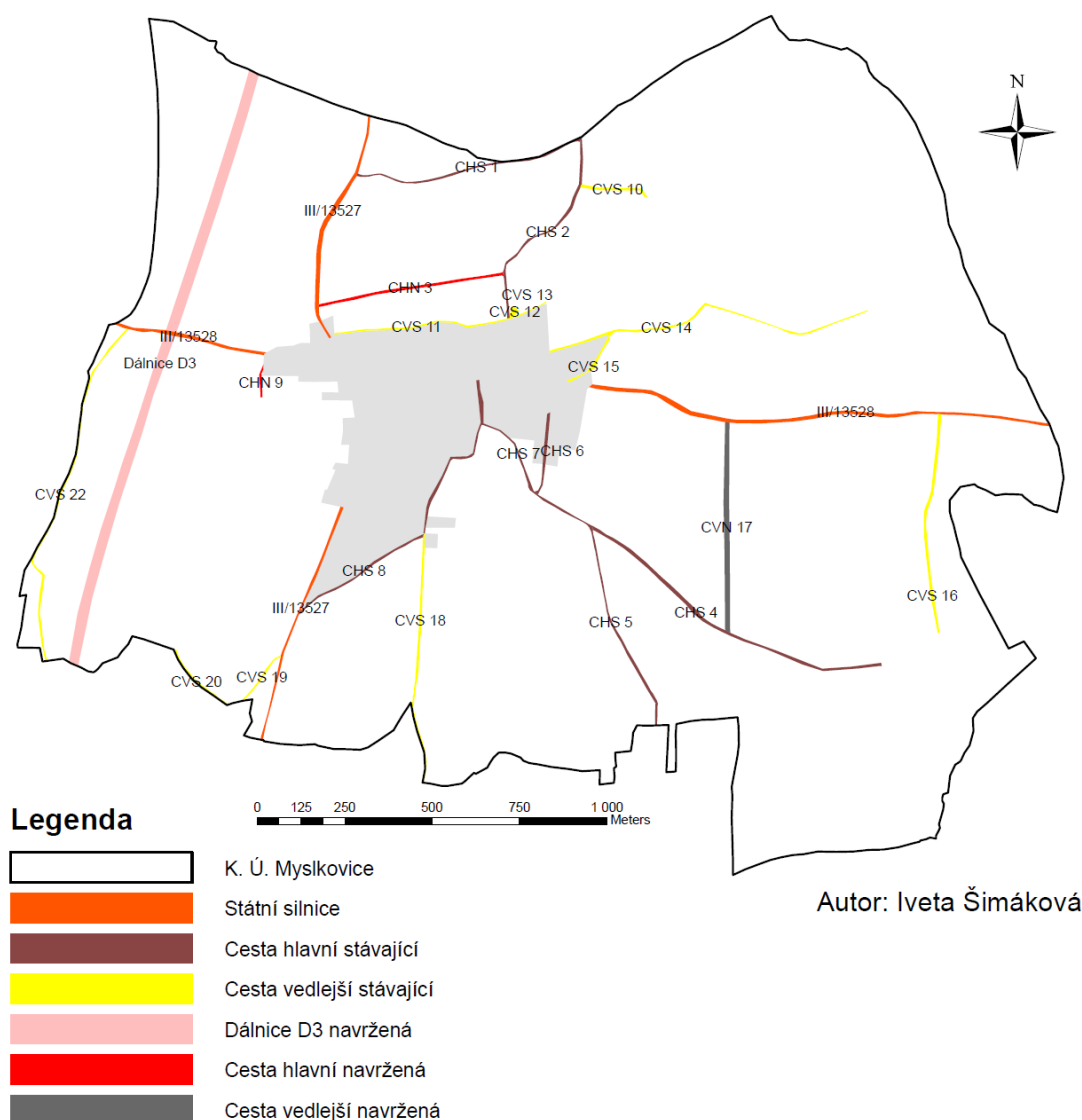 N
CHS 1
CVS 10
III/13527
CHS 2
CHN 3
CVS 13
CVS 12
CVS 11
CVS 14
III/13528
Dálnice D3
CVS 15
CHN 9
III/13528
CHS 7
CHS 6
CVS 22
CVN 17
CHS 8
CVS 16
III/13527
CHS 4
CVS 18
CHS 5
CVS 19
CVS 20
0 125 250 500 750 1 000
Meters
Legenda
K. Ú. Myslkovice
Státní silnice
Cesta hlavní stávající
Cesta vedlejší stávající
Dálnice D3 navržená
Cesta hlavní navržená
Cesta vedlejší navržená
Autor: Iveta Šimáková